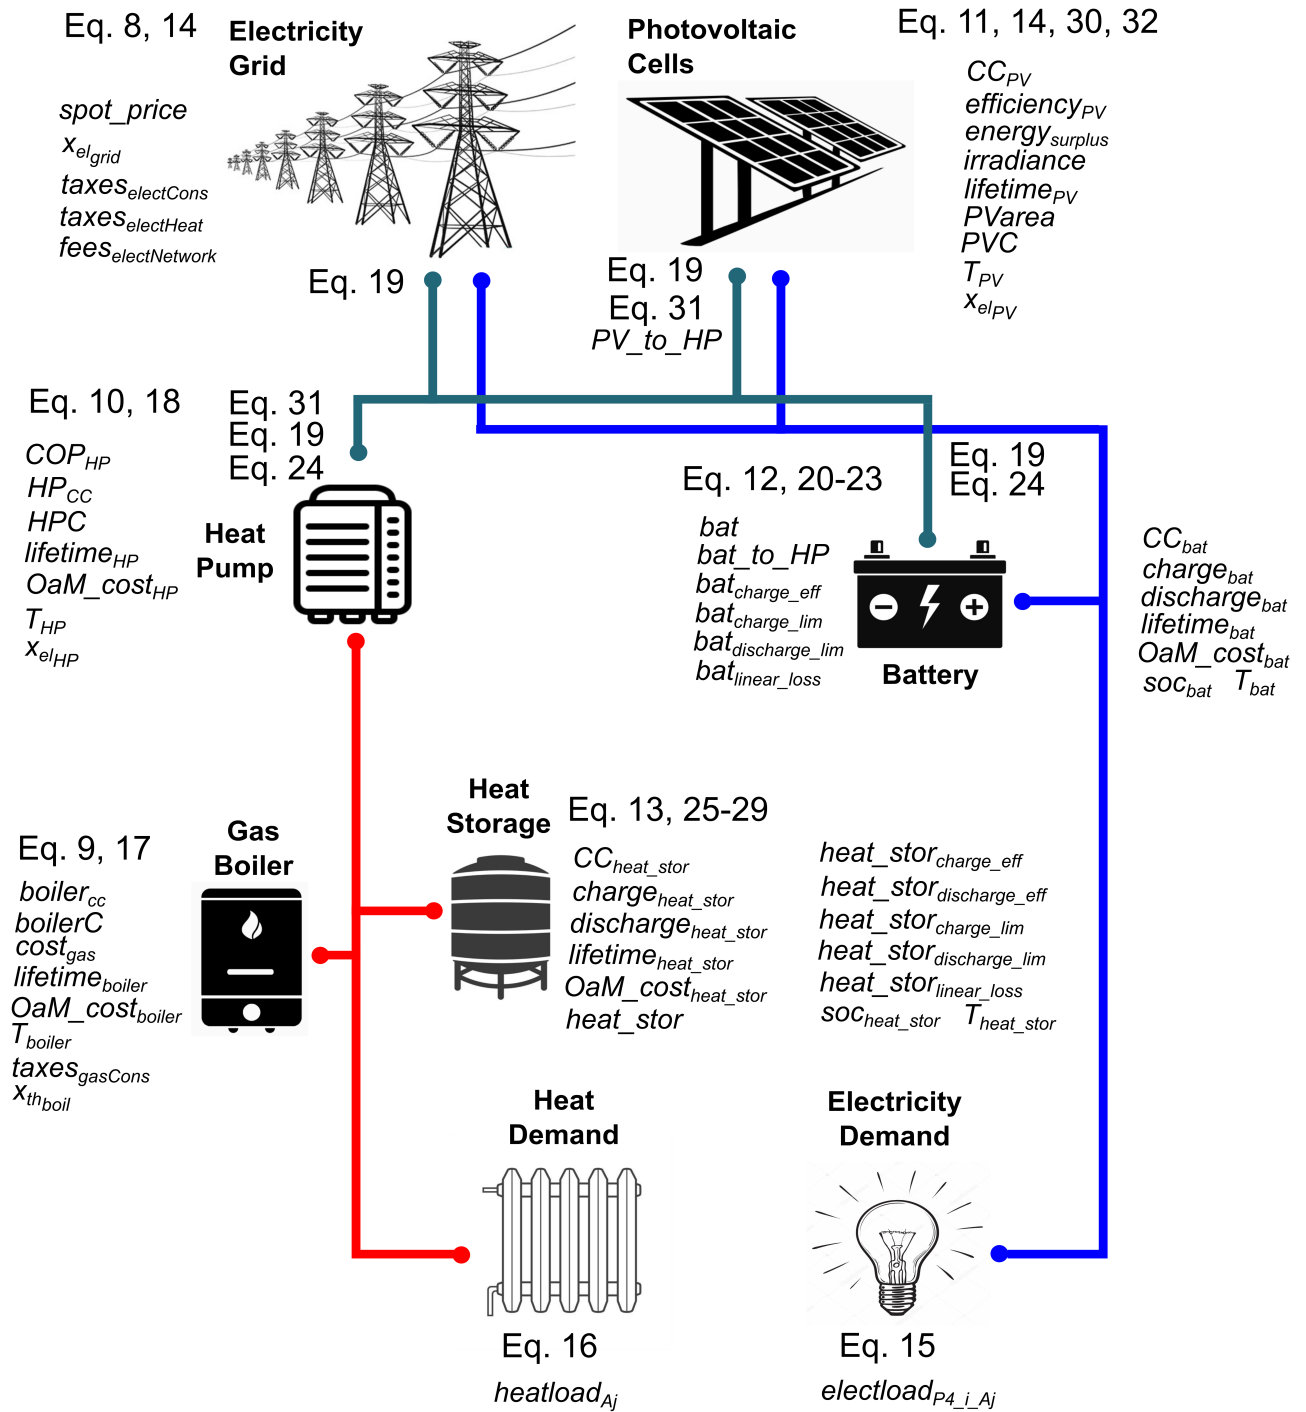 Eq. 8, 14
Electricity
Grid
spot_price
x_el_grid
taxes_electCons
taxes_electHeat
fees_electNetwork
Eq. 19
Photovoltaic
Cells
Eq. 11, 14, 30, 32
CC_PV
efficiency_PV
energy_surplus
irradiance
lifetime_PV
PVarea
PVC
T_PV
x_el_PV
Eq. 19
Eq. 31
PV_to_HP
Eq. 10, 18
COP_HP
HP_CC
HPC
lifetime_HP
OaM_cost_HP
T_HP
x_el_HP
Eq. 31
Eq. 19
Eq. 24
Heat
Pump
Eq. 12, 20-23
bat
bat_to_HP
bat_charge_eff
bat_charge_lim
bat_discharge_lim
bat_linear_loss
Eq. 19
Eq. 24
Battery
CC_bat
charge_bat
discharge_bat
lifetime_bat
OaM_cost_bat
soc_bat T_bat
Eq. 9, 17
Gas
Boiler
boiler_cc
boilerC
cost_gas
lifetime_boiler
OaM_cost_boiler
T_boiler
taxes_gasCons
x_th_boil
Heat
Storage
Eq. 13, 25-29
CC_heat_stor
charge_heat_stor
discharge_heat_stor
lifetime_heat_stor
OaM_cost_heat_stor
heat_stor
heat_stor_charge_eff
heat_stor_discharge_eff
heat_stor_charge_lim
heat_stor_discharge_lim
heat_stor_linear_loss
soc_heat_stor T_heat_stor
Heat
Demand
Eq. 16
heatload_Aj
Electricity
Demand
Eq. 15
electload_P4_i_Aj